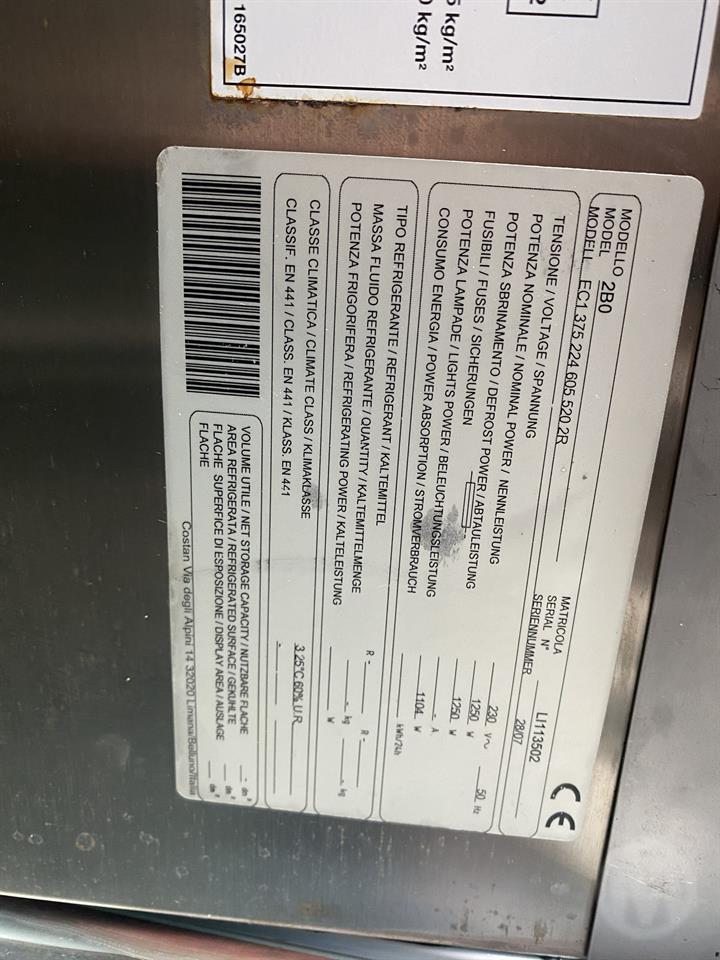 2
5 kg/m²
0 kg/m²
165027B
MODELLO
MODEL 2B0
MODELL EC1.375.224.605.520.2R
MATRICOLA
SERIAL N° LI113502
SERIENNUMMER 28/07
CE
TENSIONE / VOLTAGE / SPANNUNG 230 V~ 50 Hz
POTENZA NOMINALE / NOMINAL POWER / NENNLEISTUNG 1250 W
POTENZA SBRINAMENTO / DEFROST POWER / ABTAULEISTUNG 1250 W
FUSIBILI / FUSES / SICHERUNGEN - A
POTENZA LAMPADE / LIGHTS POWER / BELEUCHTUNGSLEISTUNG 1104 W
CONSUMO ENERGIA / POWER ABSORPTION / STROMVERBRAUCH kWh/24h
TIPO REFRIGERANTE / REFRIGERANT / KALTEMITTEL R - R -
MASSA FLUIDO REFRIGERANTE / QUANTITY / KALTEMITTELMENGE - kg - kg
POTENZA FRIGORIFERA / REFRIGERATING POWER / KALTELEISTUNG W
CLASSE CLIMATICA / CLIMATE CLASS / KLIMAKLASSE 3 25°C 60% U.R.
CLASSIF. EN 441 / CLASS. EN 441 / KLASS. EN 441 -
VOLUME UTILE / NET STORAGE CAPACITY / NUTZBARE FLACHE - dm³
AREA REFRIGERATA / REFRIGERATED SURFACE / GEKUHLTE FLACHE - dm²
FLACHE SUPERFICE DI ESPOSIZIONE / DISPLAY AREA / AUSLAGE FLACHE - dm²
Costan Via degli Alpini 14 32020 Limana/Belluno/Italia